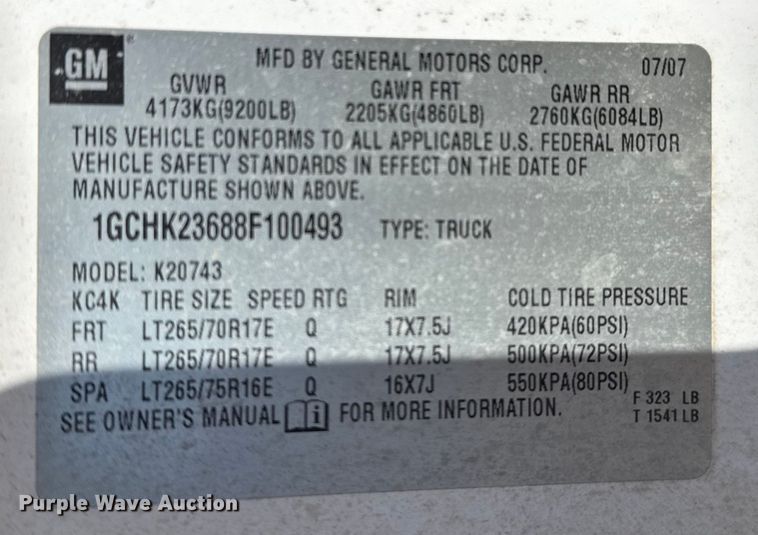 GM
MFD BY GENERAL MOTORS CORP. 07/07
GVWR GAWR FRT GAWR RR
4173KG(9200LB) 2205KG(4860LB) 2760KG(6084LB)
THIS VEHICLE CONFORMS TO ALL APPLICABLE U.S. FEDERAL MOTOR
VEHICLE SAFETY STANDARDS IN EFFECT ON THE DATE OF
MANUFACTURE SHOWN ABOVE.
1GCHK23688F100493 TYPE: TRUCK
MODEL: K20743
KC4K TIRE SIZE SPEED RTG RIM COLD TIRE PRESSURE
FRT LT265/70R17E Q 17X7.5J 420KPA(60PSI)
RR LT265/70R17E Q 17X7.5J 500KPA(72PSI)
SPA LT265/75R16E Q 16X7J 550KPA(80PSI)
F 323 LB
SEE OWNER'S MANUAL i FOR MORE INFORMATION. T 1541 LB
Purple Wave Auction